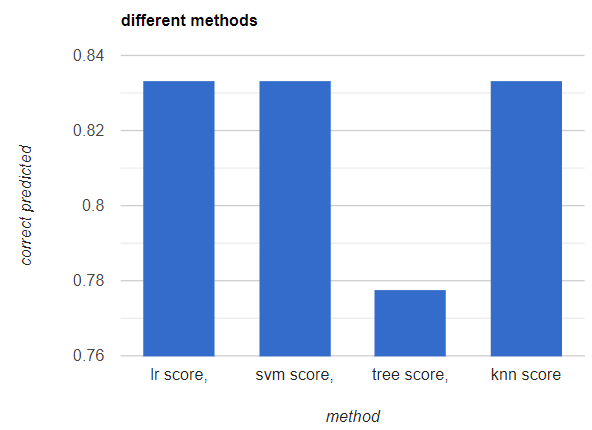 different methods
0.84
0.82
0.8
0.78
0.76
correct predicted
lr score,
svm score,
tree score,
knn score
method